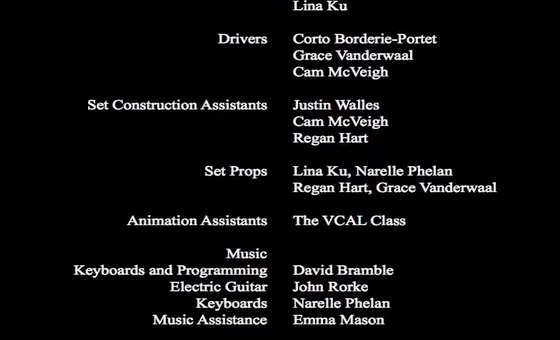 Lina Ku
Drivers Corto Borderie-Portet
Grace Vanderwaal
Cam McVeigh
Set Construction Assistants Justin Walles
Cam McVeigh
Regan Hart
Set Props Lina Ku, Narelle Phelan
Regan Hart, Grace Vanderwaal
Animation Assistants The VCAL Class
Music
Keyboards and Programming David Bramble
Electric Guitar John Rorke
Keyboards Narelle Phelan
Music Assistance Emma Mason